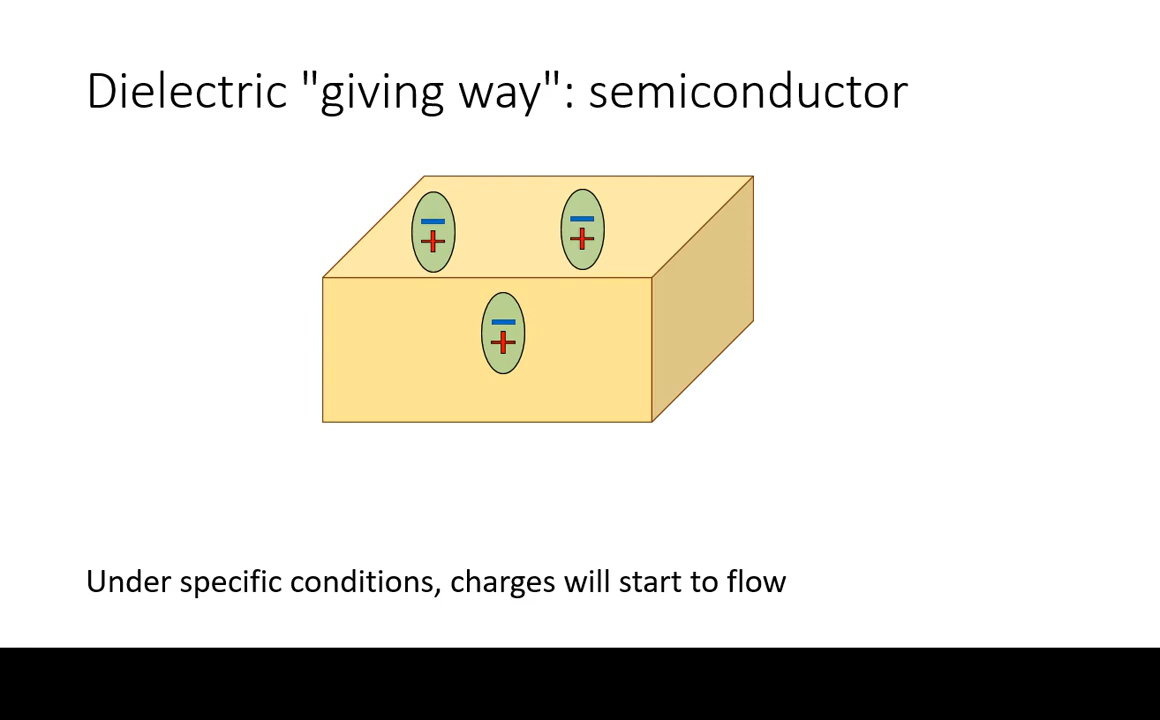 Dielectric "giving way": semiconductor
− −
+ +
−
+
Under specific conditions, charges will start to flow